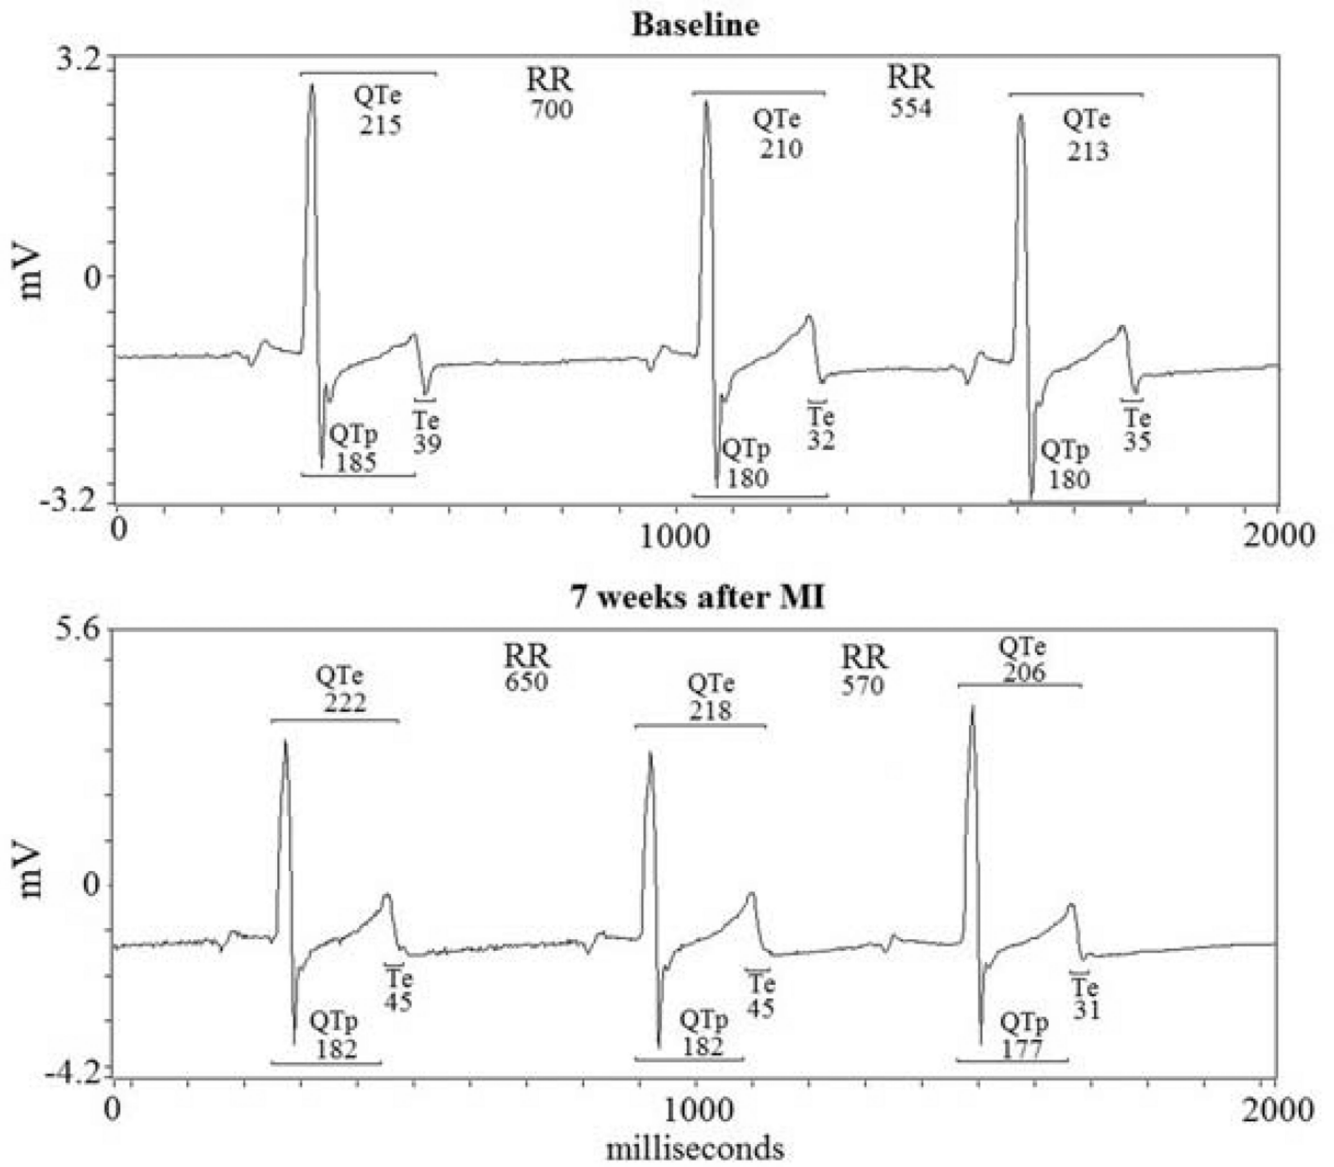 Baseline
3.2
QTe
215
RR
700
QTe
210
RR
554
QTe
213
mV
0
QTp
185
Te
39
QTp
180
Te
32
QTp
180
Te
35
-3.2
0
1000
2000
7 weeks after MI
5.6
QTe
222
RR
650
QTe
218
RR
570
QTe
206
mV
0
QTp
182
Te
45
QTp
182
Te
45
QTp
177
Te
31
-4.2
0
1000
2000
milliseconds